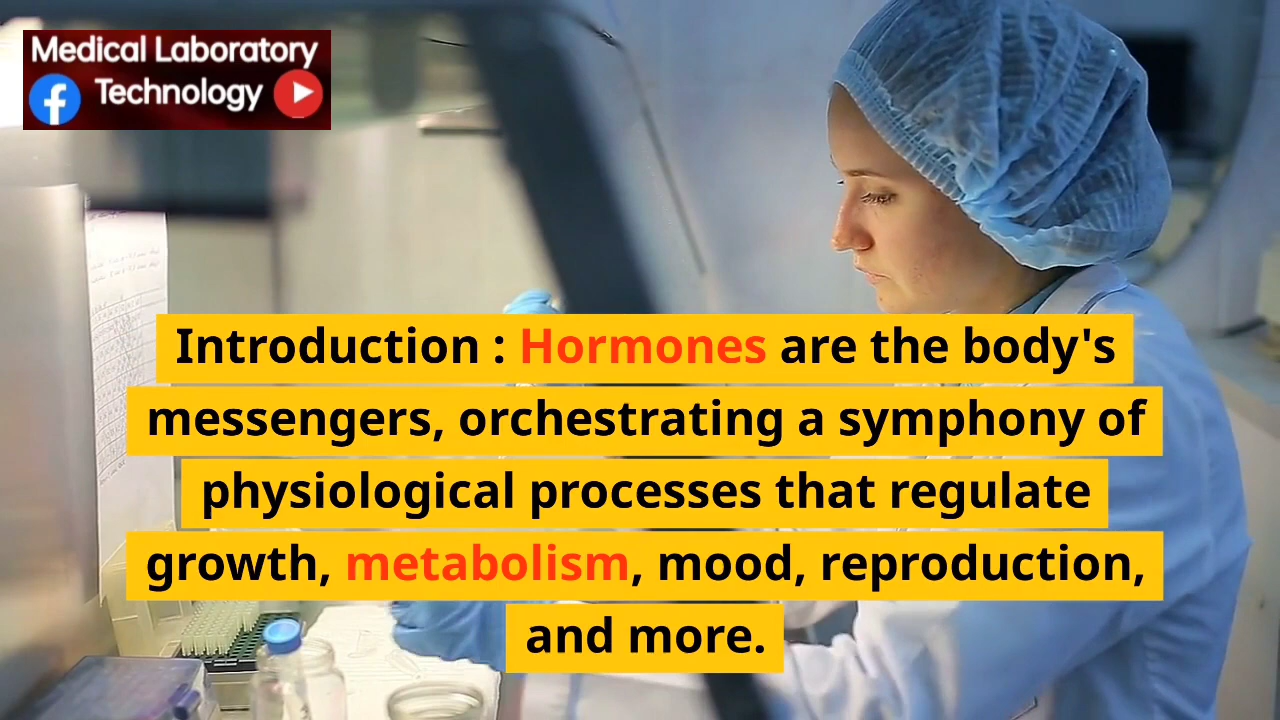 Medical Laboratory
Technology
Introduction : Hormones are the body's
messengers, orchestrating a symphony of
physiological processes that regulate
growth, metabolism, mood, reproduction,
and more.